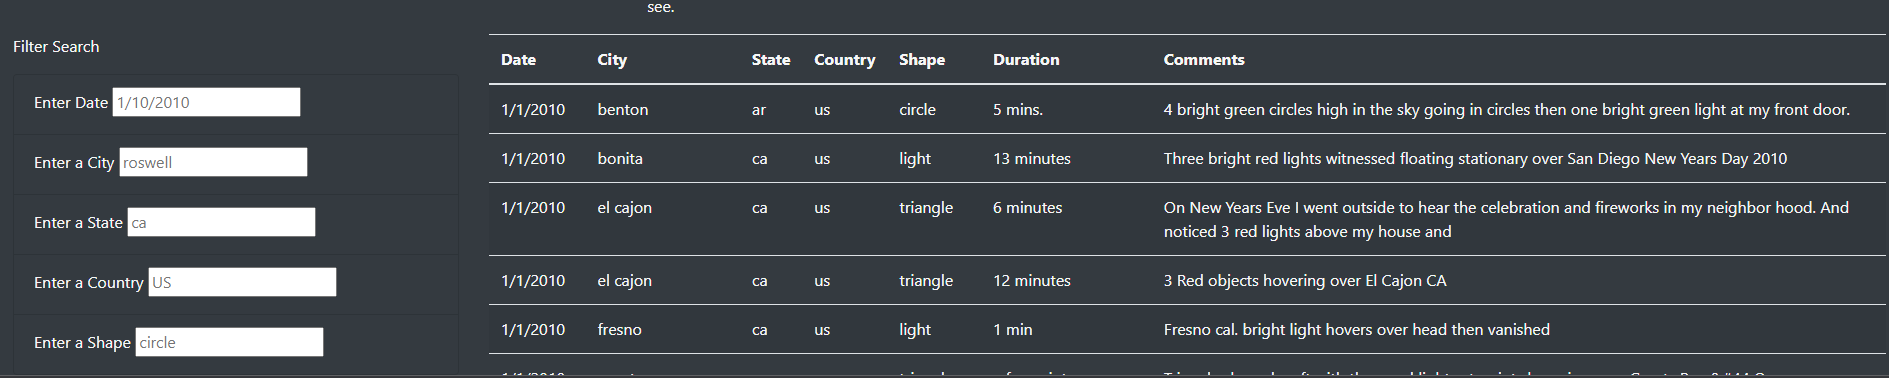 see.
Filter Search
Enter Date 1/10/2010
Enter a City roswell
Enter a State ca
Enter a Country US
Enter a Shape circle
Date City State Country Shape Duration Comments
1/1/2010 benton ar us circle 5 mins. 4 bright green circles high in the sky going in circles then one bright green light at my front door.
1/1/2010 bonita ca us light 13 minutes Three bright red lights witnessed floating stationary over San Diego New Years Day 2010
1/1/2010 el cajon ca us triangle 6 minutes On New Years Eve I went outside to hear the celebration and fireworks in my neighbor hood. And
noticed 3 red lights above my house and
1/1/2010 el cajon ca us triangle 12 minutes 3 Red objects hovering over El Cajon CA
1/1/2010 fresno ca us light 1 min Fresno cal. bright light hovers over head then vanished